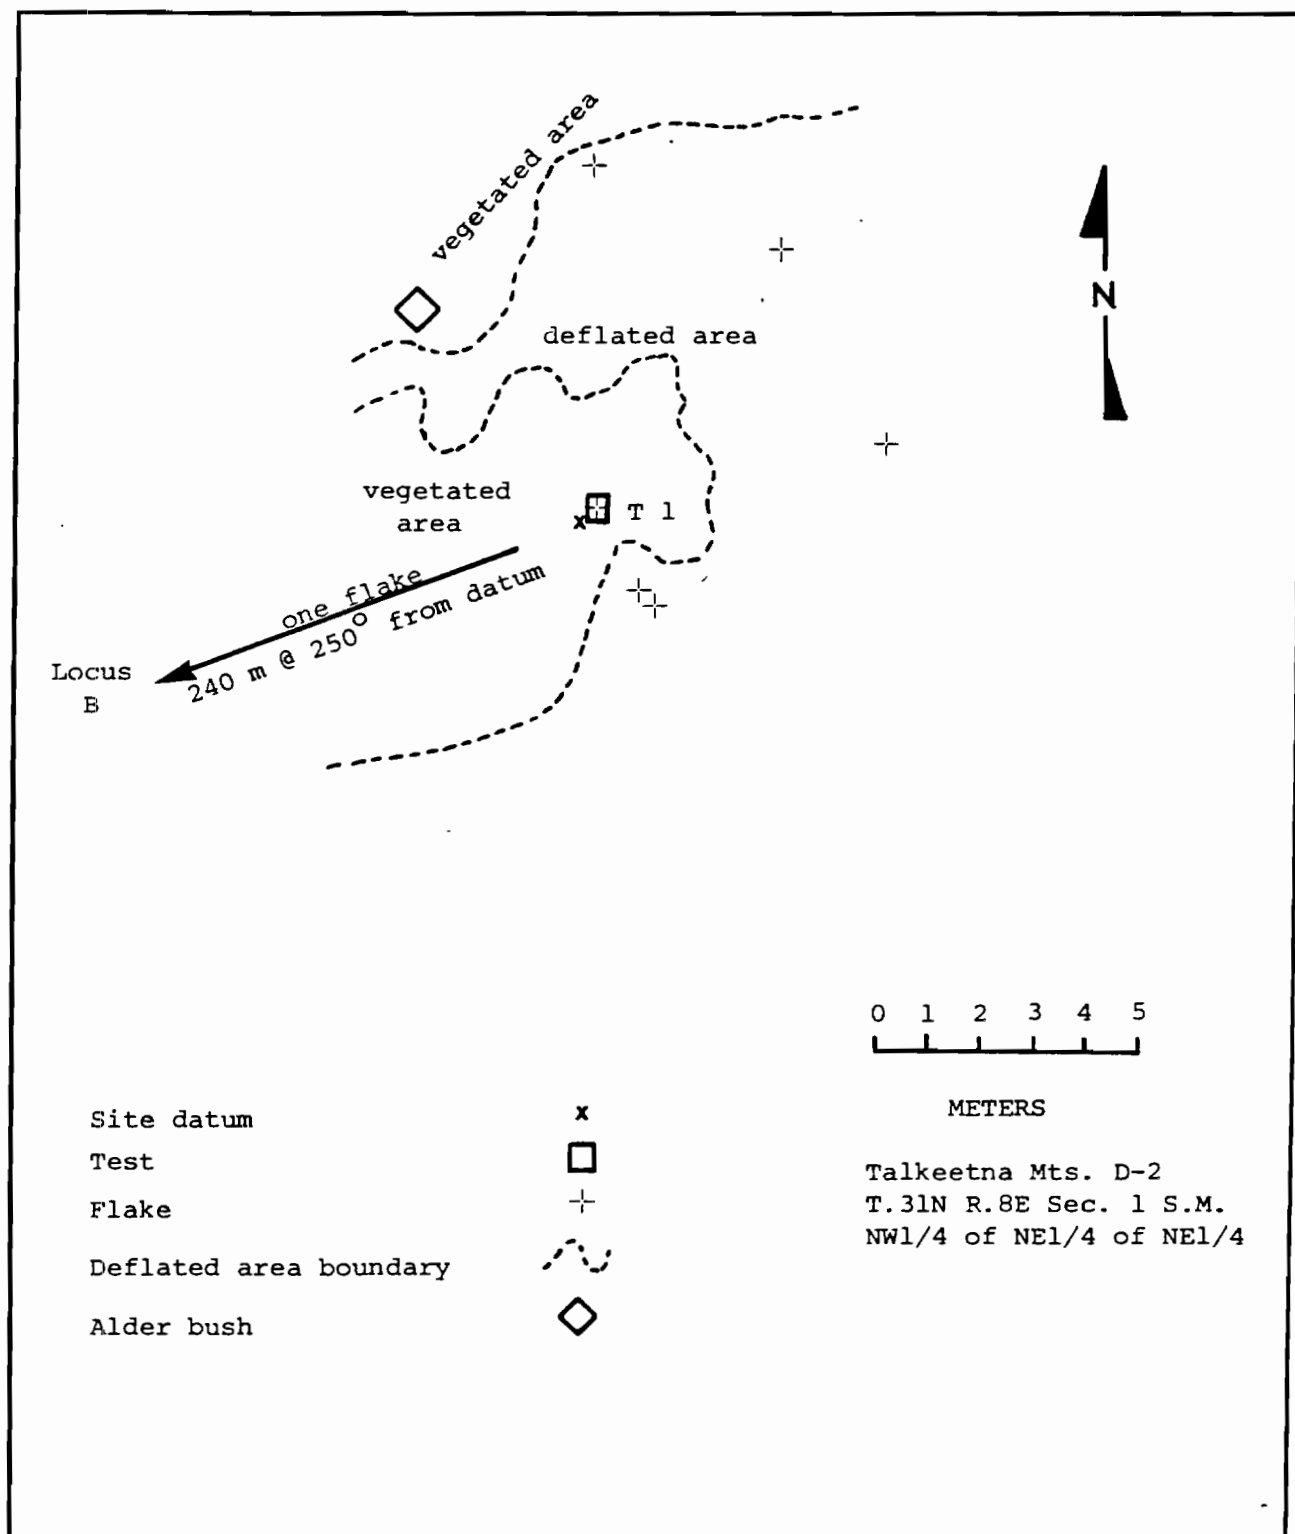 vegetated area
N
deflated area
vegetated
area
x
T 1
one flake
240 m @ 250° from datum
Locus
B
0 1 2 3 4 5
METERS
Site datum x
Test
Flake
Deflated area boundary
Alder bush
Talkeetna Mts. D-2
T.31N R.8E Sec. 1 S.M.
NW1/4 of NE1/4 of NE1/4